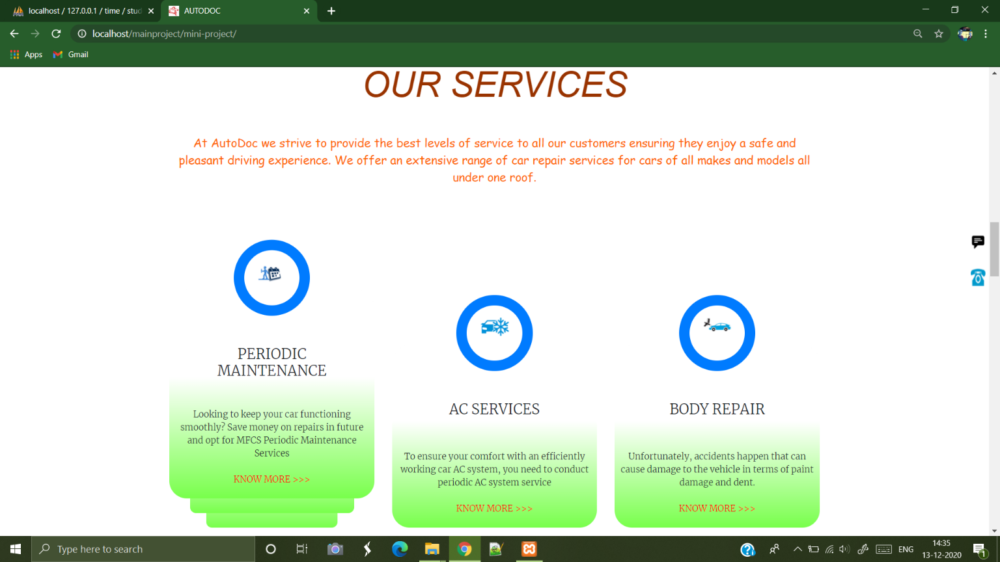 localhost / 127.0.0.1 / time / stud
AUTODOC
localhost/mainproject/mini-project/
Apps
Gmail
OUR SERVICES
At AutoDoc we strive to provide the best levels of service to all our customers ensuring they enjoy a safe and
pleasant driving experience. We offer an extensive range of car repair services for cars of all makes and models all
under one roof.
PERIODIC
MAINTENANCE
Looking to keep your car functioning
smoothly? Save money on repairs in future
and opt for MFCS Periodic Maintenance
Services
KNOW MORE >>>
AC SERVICES
To ensure your comfort with an efficiently
working car AC system, you need to conduct
periodic AC system service
KNOW MORE >>>
BODY REPAIR
Unfortunately, accidents happen that can
cause damage to the vehicle in terms of paint
damage and dent.
KNOW MORE >>>
Type here to search
ENG
14:35
13-12-2020
1